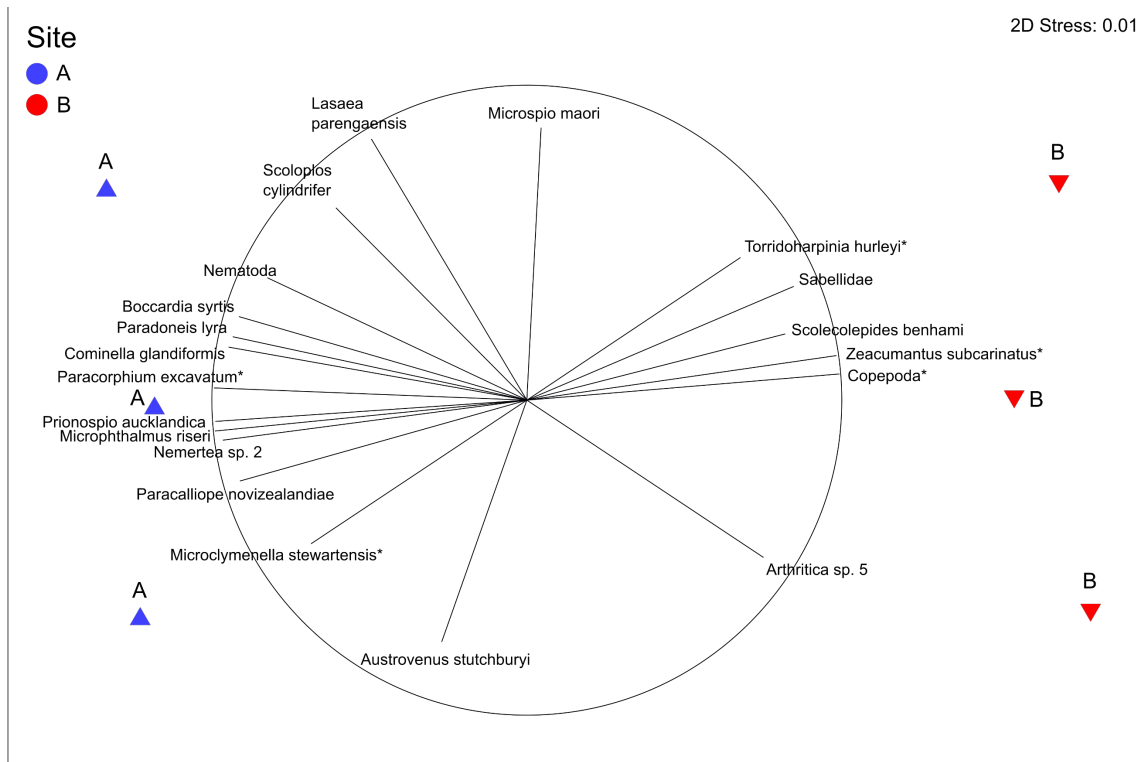 2D Stress: 0.01
Site
A
B
Lasaea
parengaensis
Microspio maori
A
B
Scoloplos
cylindrifer
Torridoharpinia hurleyi*
Nematoda
Sabellidae
Boccardia syrtis
Paradoneis lyra
Scolecolepides benhami
Cominella glandiformis
Zeacumantus subcarinatus*
Paracorphium excavatum*
Copepoda*
A
B
Prionospio aucklandica
Microphthalmus riseri
Nemertea sp. 2
Paracalliope novizealandiae
Microclymenella stewartensis*
Arthritica sp. 5
A
B
Austrovenus stutchburyi